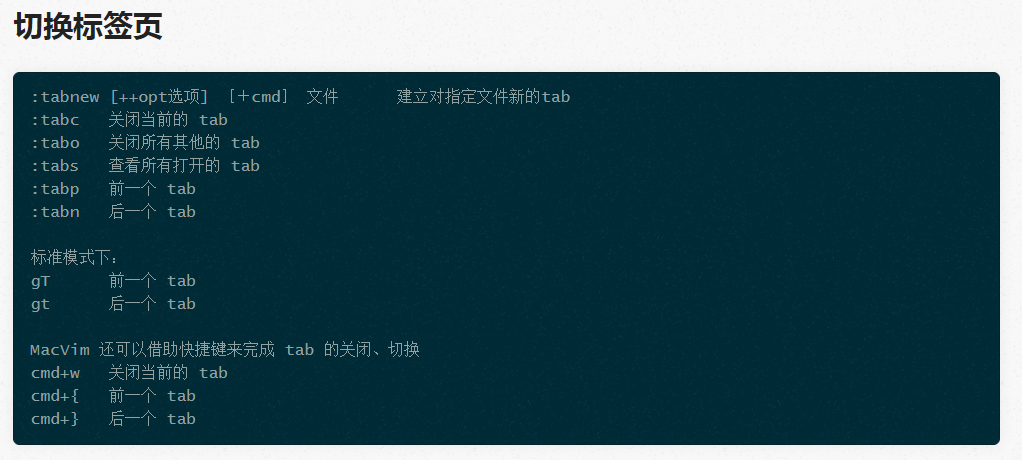 切换标签页
:tabnew [++opt选项] ［＋cmd］ 文件      建立对指定文件新的tab
:tabc   关闭当前的 tab
:tabo   关闭所有其他的 tab
:tabs   查看所有打开的 tab
:tabp   前一个 tab
:tabn   后一个 tab
标准模式下：
gT      前一个 tab
gt      后一个 tab
MacVim 还可以借助快捷键来完成 tab 的关闭、切换
cmd+w   关闭当前的 tab
cmd+{   前一个 tab
cmd+}   后一个 tab